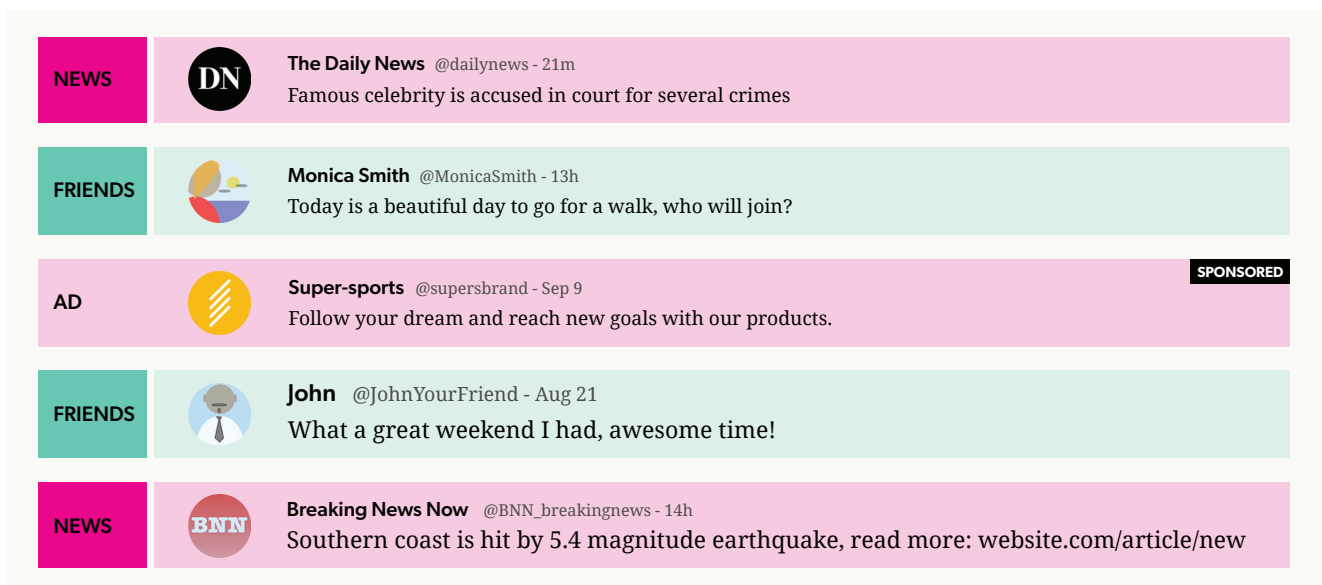 NEWS
DN
The Daily News @dailynews - 21m
Famous celebrity is accused in court for several crimes
FRIENDS
Monica Smith @MonicaSmith - 13h
Today is a beautiful day to go for a walk, who will join?
SPONSORED
AD
Super-sports @supersbrand - Sep 9
Follow your dream and reach new goals with our products.
FRIENDS
John @JohnYourFriend - Aug 21
What a great weekend I had, awesome time!
NEWS
BNN
Breaking News Now @BNN_breakingnews - 14h
Southern coast is hit by 5.4 magnitude earthquake, read more: website.com/article/new